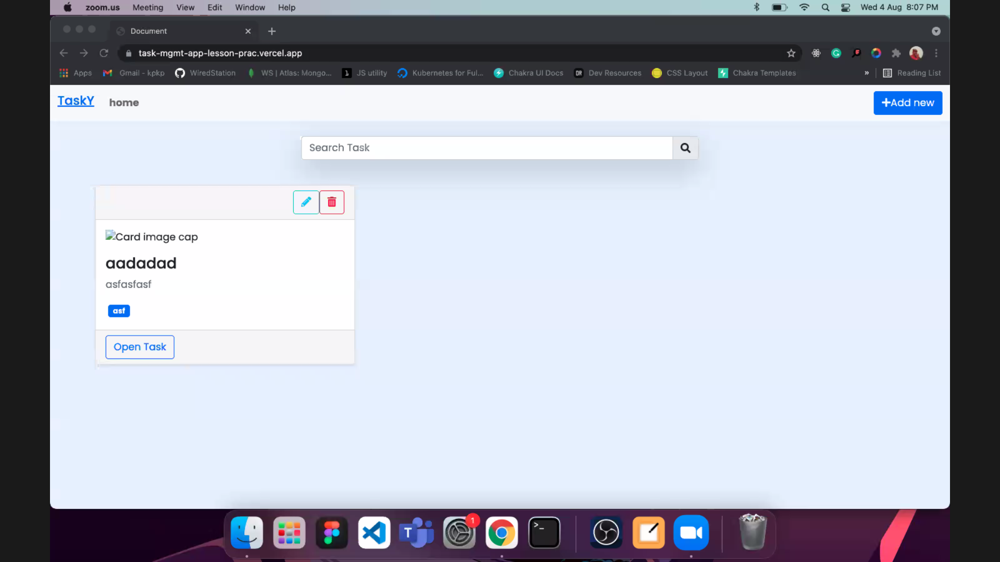 zoom.us Meeting View Edit Window Help Wed 4 Aug 8:07 PM
Document
task-mgmt-app-lesson-prac.vercel.app
Apps Gmail - kpkp WiredStation WS | Atlas: Mongo... JS utility Kubernetes for Ful... Chakra UI Docs DR Dev Resources CSS Layout Chakra Templates » Reading List
TaskY home +Add new
Search Task
Card image cap
aadadad
asfasfasf
asf
Open Task
1
T
>_